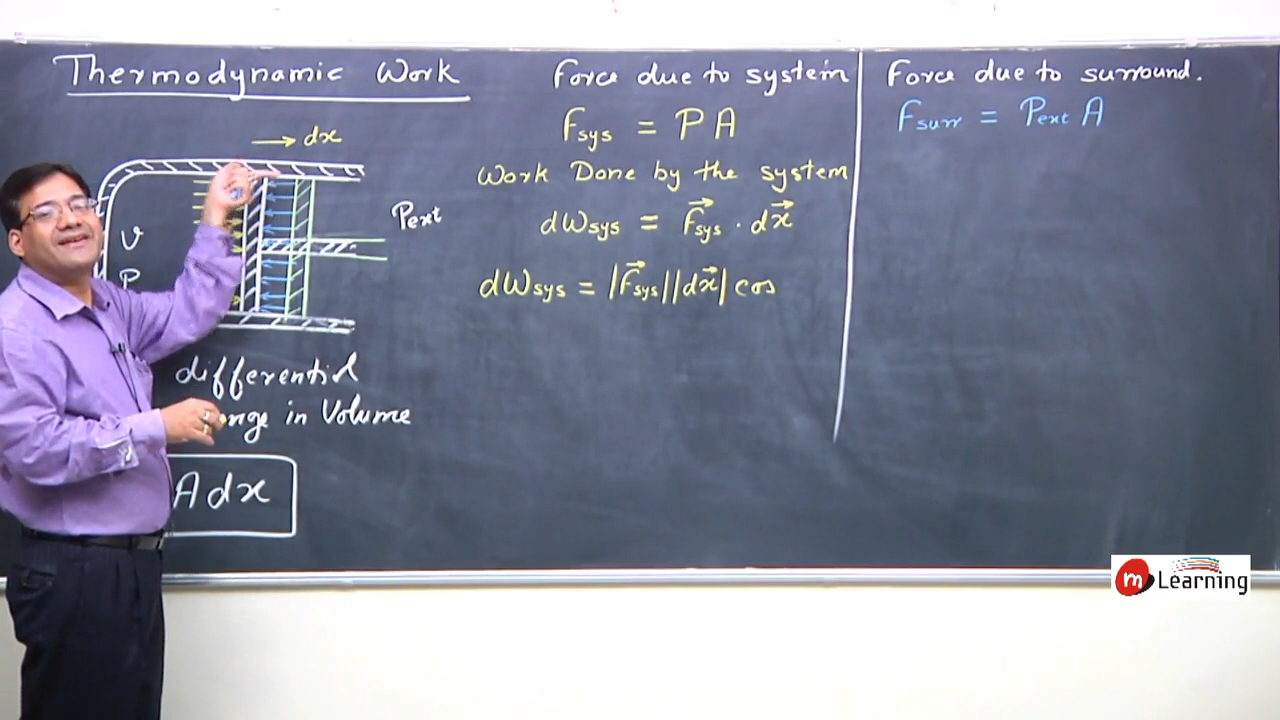 Thermodynamic Work
dx
V
P
Pext
differential
nge in Volume
A dx
Force due to system
Fsys = P A
Work Done by the system
dWsys = F⃗sys · dx⃗
dWsys = |F⃗sys||dx⃗| cos
Force due to surround.
Fsurr = Pext A
m Learning